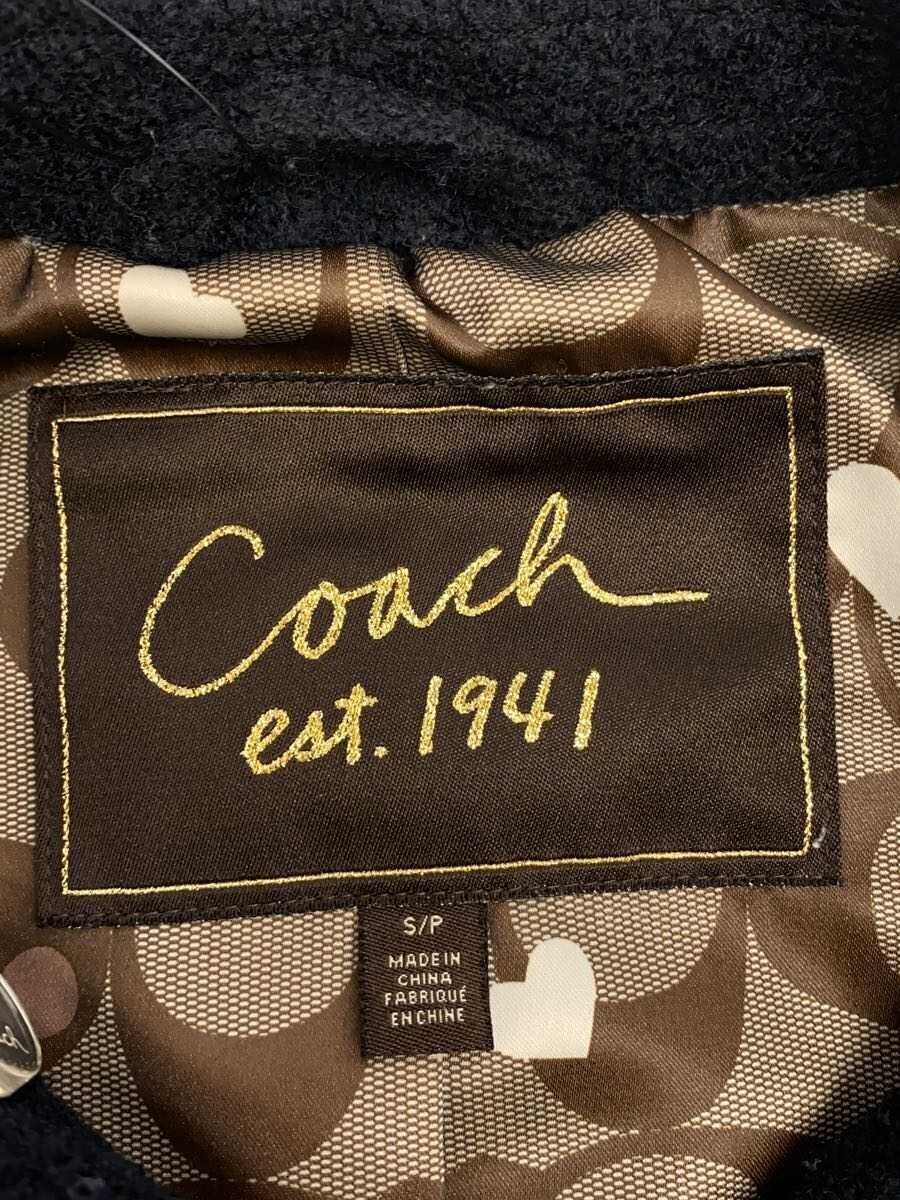 Coach
est. 1941
S/P
MADE IN
CHINA
FABRIQUÉ
EN CHINE